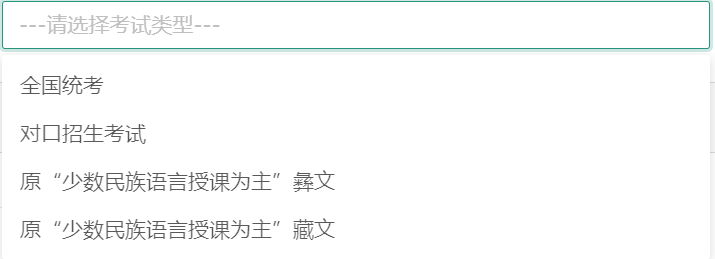 ---请选择考试类型---
全国统考
对口招生考试
原“少数民族语言授课为主”彝文
原“少数民族语言授课为主”藏文